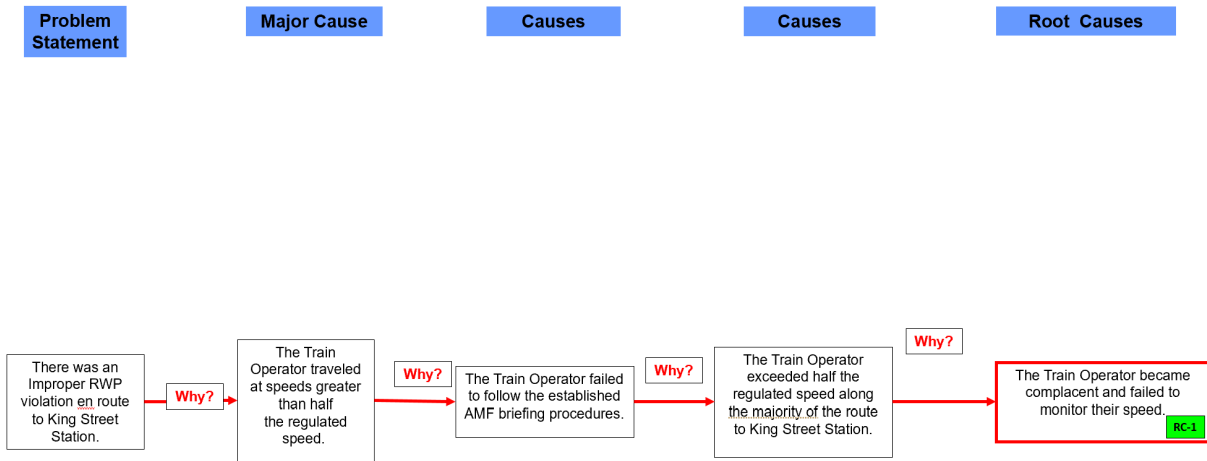 Problem
Statement
Major Cause
Causes
Causes
Root  Causes
There was an
Improper RWP
violation en route
to King Street
Station.
Why?
The Train
Operator traveled
at speeds greater
than half
the regulated
speed.
Why?
The Train Operator failed
to follow the established
AMF briefing procedures.
Why?
The Train Operator
exceeded half the
regulated speed along
the majority of the route
to King Street Station.
Why?
The Train Operator became
complacent and failed to
monitor their speed.
RC-1